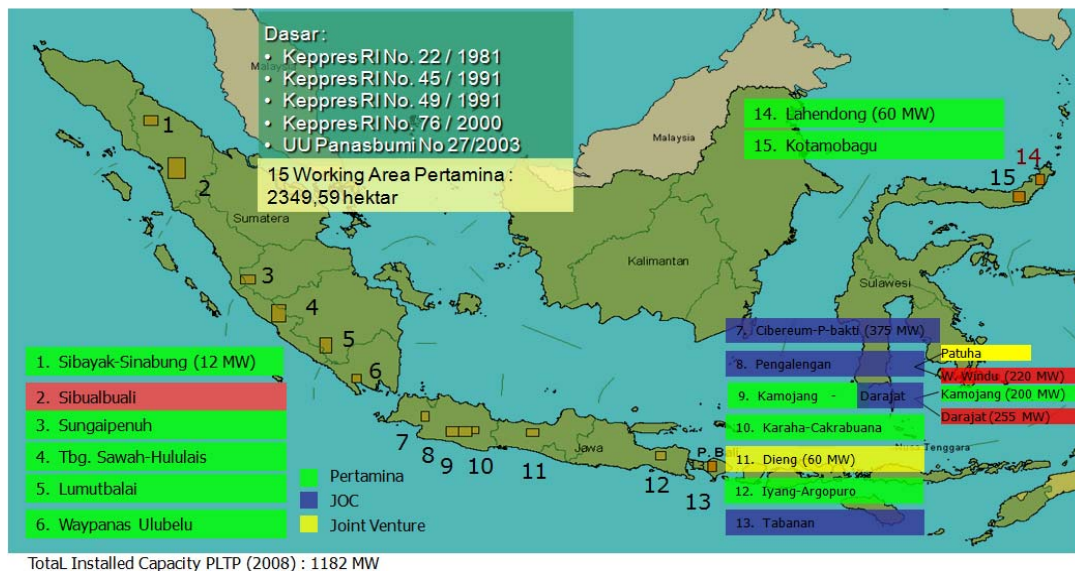 Dasar :
• Keppres RI No. 22 / 1981
• Keppres RI No. 45 / 1991
• Keppres RI No. 49 / 1991
• Keppres RI No. 76 / 2000
• UU Panasbumi No 27/2003
15 Working Area Pertamina :
2349,59 hektar
Malaysia
Malaysia
14. Lahendong (60 MW)
15. Kotamobagu
14
15
1
2
Sumatera
Kalimantan
Sulawesi
3
4
5
6
1. Sibayak-Sinabung (12 MW)
2. Sibualbuali
3. Sungaipenuh
4. Tbg. Sawah-Hululais
5. Lumutbalai
6. Waypanas Ulubelu
7
8
9
10
11
Jawa
12
P. Bali
13
13
Pertamina
JOC
Joint Venture
7. Cibereum-P-bakti (375 MW)
8. Pengalengan
Patuha
W. Windu (220 MW)
9. Kamojang - Darajat
Kamojang (200 MW)
Darajat (255 MW)
10. Karaha-Cakrabuana
Nusa Tenggara
11. Dieng (60 MW)
12. Iyang-Argopuro
13. Tabanan
TotaL Installed Capacity PLTP (2008) : 1182 MW